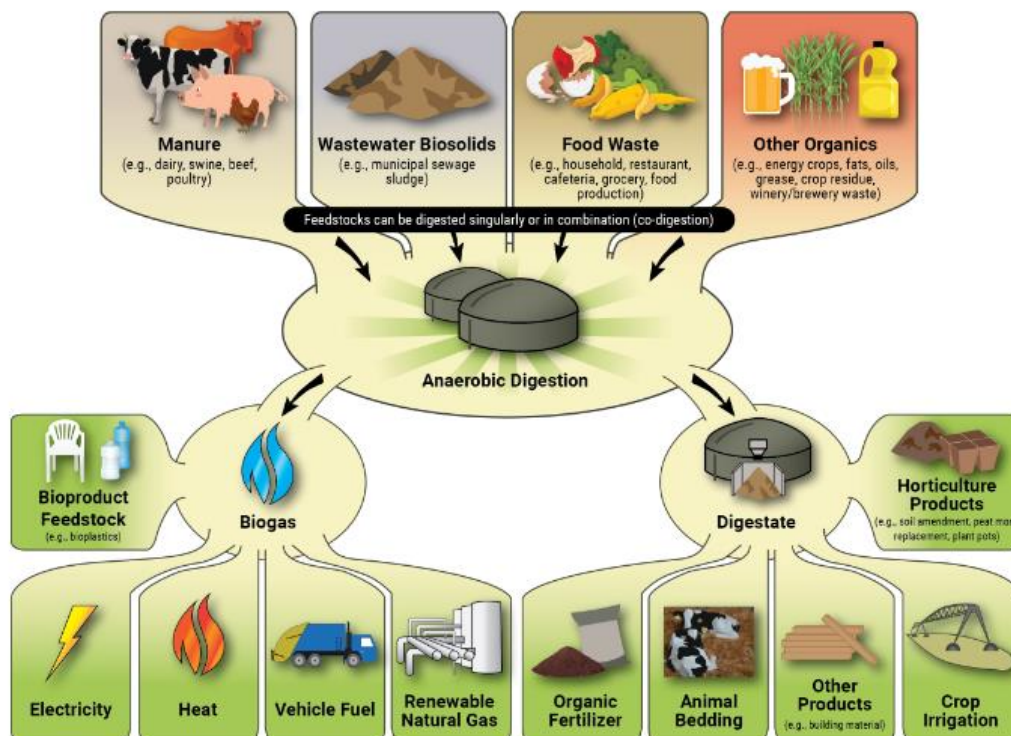 Manure
(e.g., dairy, swine, beef,
poultry)
Wastewater Biosolids
(e.g., municipal sewage
sludge)
Food Waste
(e.g., household, restaurant,
cafeteria, grocery, food
production)
Other Organics
(e.g., energy crops, fats, oils,
grease, crop residue,
winery/brewery waste)
Feedstocks can be digested singularly or in combination (co-digestion)
Anaerobic Digestion
Bioproduct
Feedstock
(e.g., bioplastics)
Biogas
Digestate
Horticulture
Products
(e.g., soil amendment, peat
replacement, plant pots)
Electricity
Heat
Vehicle Fuel
Renewable
Natural Gas
Organic
Fertilizer
Animal
Bedding
Other
Products
(e.g., building material)
Crop
Irrigation